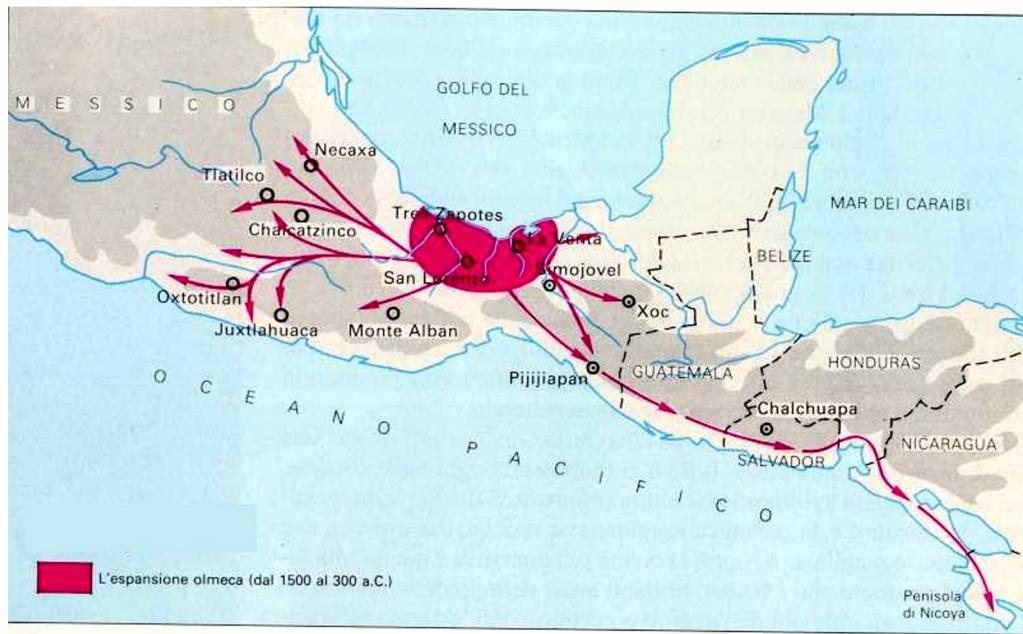 GOLFO DEL
MESSICO
MESSICO
Necaxa
Tlatilco
Chalcatzinco
Tres Zapotes
La Venta
MAR DEI CARAIBI
BELIZE
San Lorenzo
Simojovel
Oxtotitlan
Juxtlahuaca
Monte Alban
Xoc
Pijijiapan
GUATEMALA
HONDURAS
OCEANO PACIFICO
Chalchuapa
SALVADOR
NICARAGUA
L'espansione olmeca (dal 1500 al 300 a.C.)
Penisola
di Nicoya